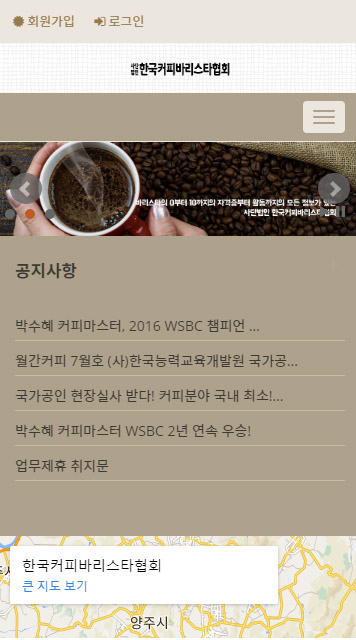 회원가입 로그인
사단
법인 한국커피바리스타협회
바리스타의 0부터 10까지의 자격증부터 활동까지의 모든 정보가 있는
사단법인 한국커피바리스타협회
공지사항
박수혜 커피마스터, 2016 WSBC 챔피언 ...
월간커피 7월호 (사)한국능력교육개발원 국가공...
국가공인 현장실사 받다! 커피분야 국내 최소!...
박수혜 커피마스터 WSBC 2년 연속 우승!
업무제휴 취지문
한국커피바리스타협회
큰 지도 보기
양주시